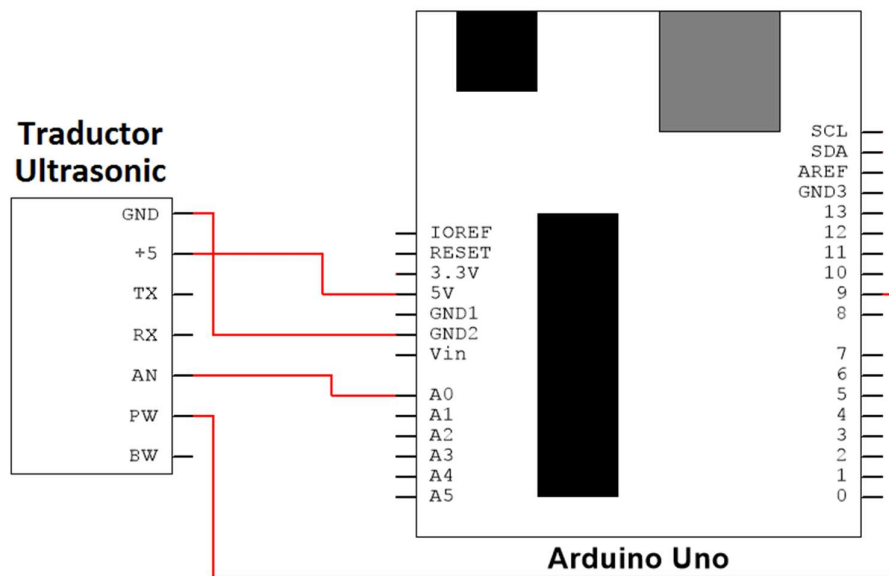 Traductor
Ultrasonic
GND
+5
TX
RX
AN
PW
BW
IOREF
RESET
3.3V
5V
GND1
GND2
Vin
A0
A1
A2
A3
A4
A5
SCL
SDA
AREF
GND3
13
12
11
10
9
8
7
6
5
4
3
2
1
0
Arduino Uno